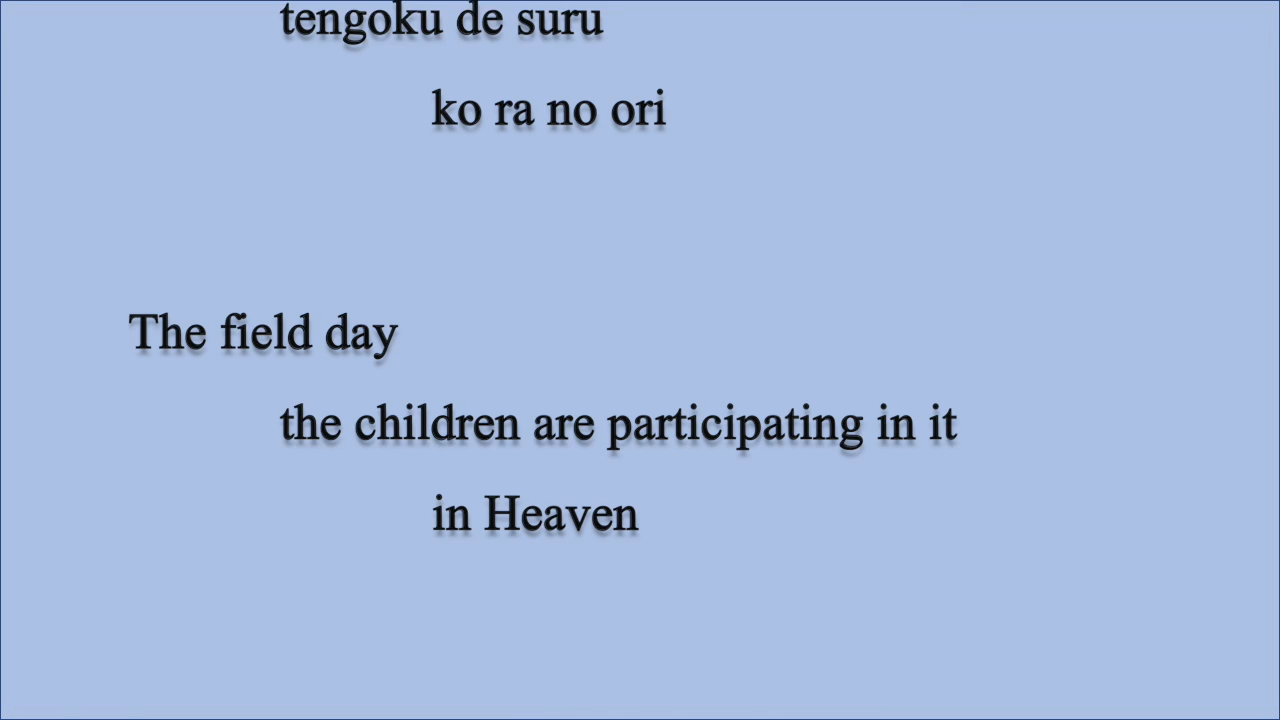 tengoku de suru
ko ra no ori
The field day
the children are participating in it
in Heaven